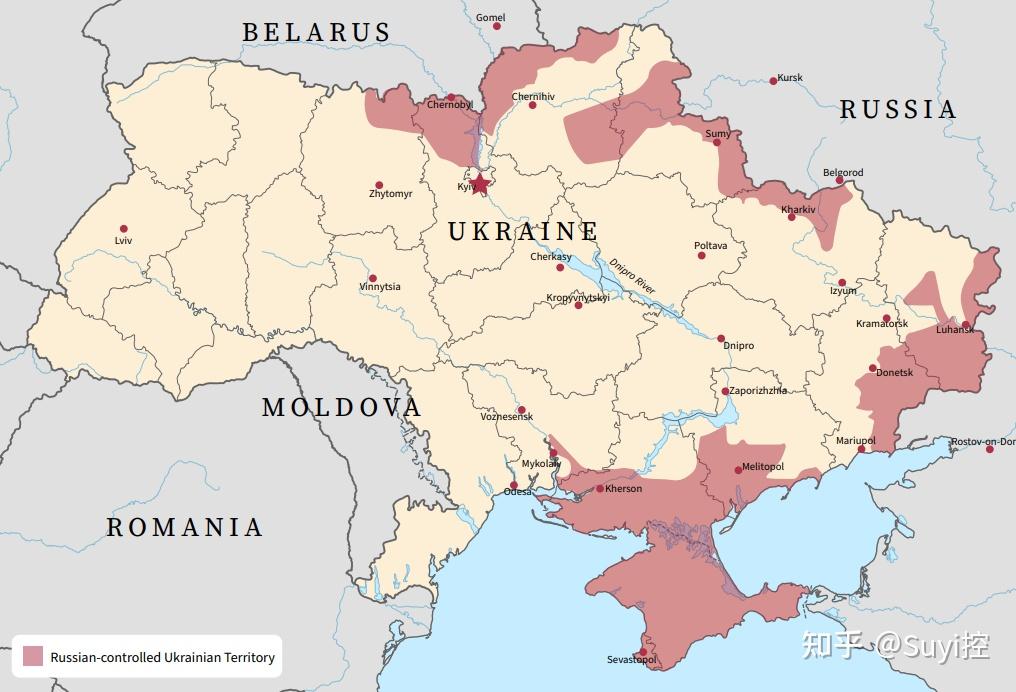 Gomel
BELARUS
Kursk
Chernobyl
Chernihiv
RUSSIA
Sumy
Belgorod
Kyiv
Zhytomyr
Kharkiv
Lviv
UKRAINE
Poltava
Cherkasy
Dnipro River
Vinnytsia
Izyum
Kropyvnytskyi
Kramatorsk
Luhansk
Dnipro
Donetsk
Zaporizhzhia
MOLDOVA
Voznesensk
Mariupol
Rostov-on-Don
Mykolaiv
Melitopol
Odesa
Kherson
ROMANIA
Sevastopol
Russian-controlled Ukrainian Territory
知乎 @Suyi控